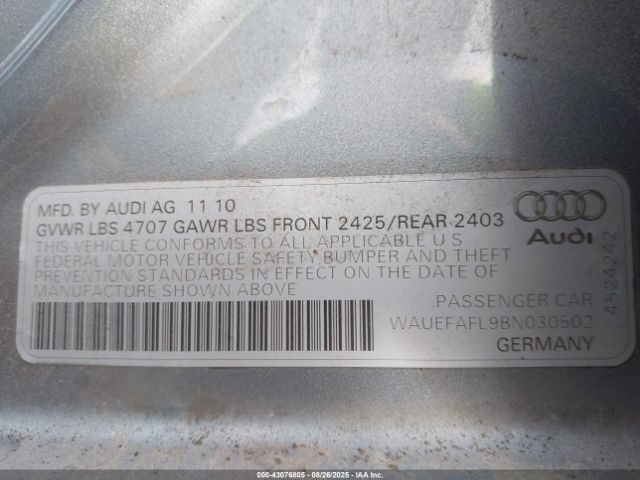 MFD. BY AUDI AG 11 10
GVWR LBS 4707 GAWR LBS FRONT 2425/REAR 2403
THIS VEHICLE CONFORMS TO ALL APPLICABLE U S
FEDERAL MOTOR VEHICLE SAFETY BUMPER AND THEFT
PREVENTION STANDARDS IN EFFECT ON THE DATE OF
MANUFACTURE SHOWN ABOVE
Audi
4524242
PASSENGER CAR
WAUEFAFL9BN030502
GERMANY
000-43076805 - 08/26/2025 - IAA Inc.